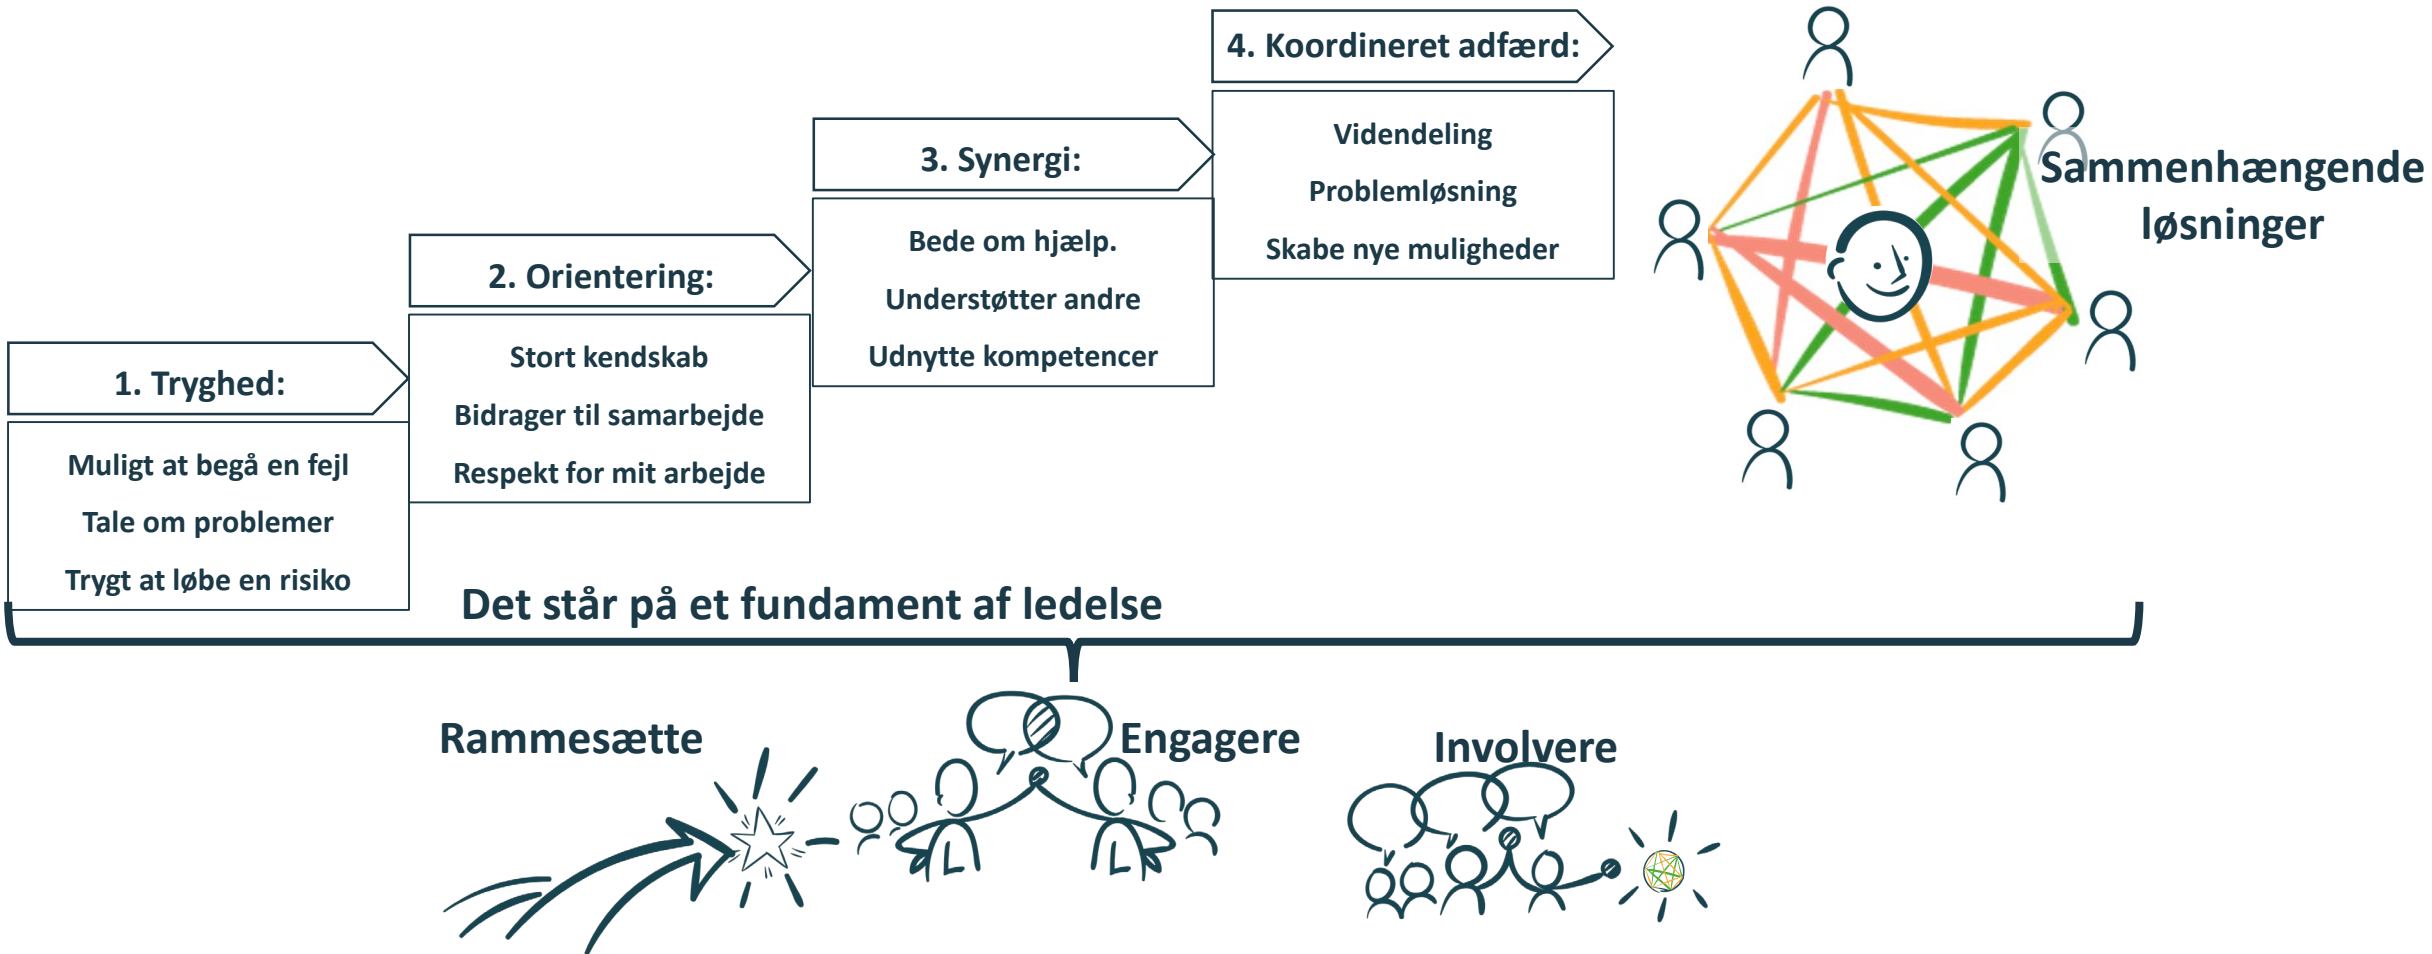 1. Tryghed:
Muligt at begå en fejl
Tale om problemer
Trygt at løbe en risiko
2. Orientering:
Stort kendskab
Bidrager til samarbejde
Respekt for mit arbejde
3. Synergi:
Bede om hjælp.
Understøtter andre
Udnytte kompetencer
4. Koordineret adfærd:
Videndeling
Problemløsning
Skabe nye muligheder
Sammenhængende
løsninger
Det står på et fundament af ledelse
Rammesætte
Engagere
Involvere